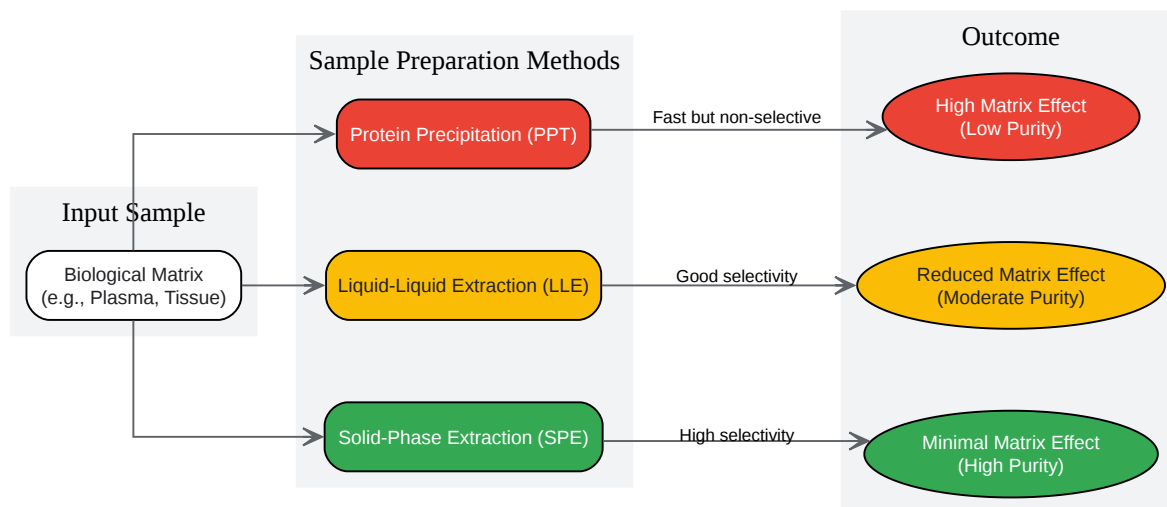 Outcome
Sample Preparation Methods
High Matrix Effect
(Low Purity)
Protein Precipitation (PPT)
Fast but non-selective
Input Sample
Biological Matrix
(e.g., Plasma, Tissue)
Liquid-Liquid Extraction (LLE)
Good selectivity
Reduced Matrix Effect
(Moderate Purity)
Solid-Phase Extraction (SPE)
High selectivity
Minimal Matrix Effect
(High Purity)